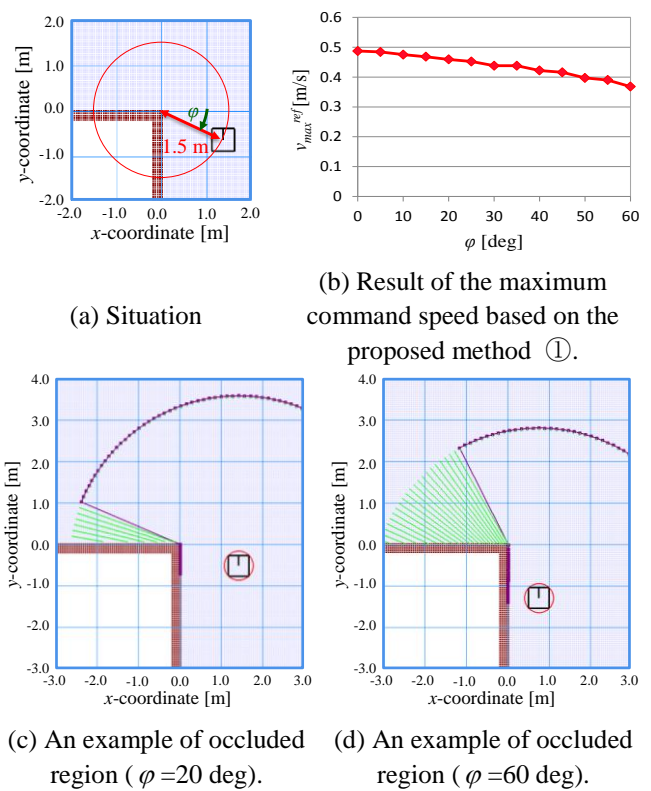 2.0
1.0
0.0
-1.0
-2.0
-2.0 -1.0 0.0 1.0 2.0
y-coordinate [m]
x-coordinate [m]
φ
1.5 m
0.6
0.5
0.4
0.3
0.2
0.1
0
0 10 20 30 40 50 60
v_max^ref [m/s]
φ [deg]
(a) Situation
(b) Result of the maximum
command speed based on the
proposed method ①.
4.0
3.0
2.0
1.0
0.0
-1.0
-2.0
-3.0
-3.0 -2.0 -1.0 0.0 1.0 2.0 3.0
y-coordinate [m]
x-coordinate [m]
4.0
3.0
2.0
1.0
0.0
-1.0
-2.0
-3.0
-3.0 -2.0 -1.0 0.0 1.0 2.0 3.0
y-coordinate [m]
x-coordinate [m]
(c) An example of occluded
region ( φ =20 deg).
(d) An example of occluded
region ( φ =60 deg).